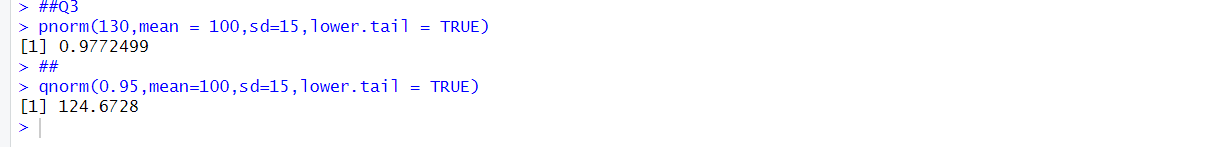 > ##Q3
> pnorm(130,mean = 100,sd=15,lower.tail = TRUE)
[1] 0.9772499
> ##
> qnorm(0.95,mean=100,sd=15,lower.tail = TRUE)
[1] 124.6728
>